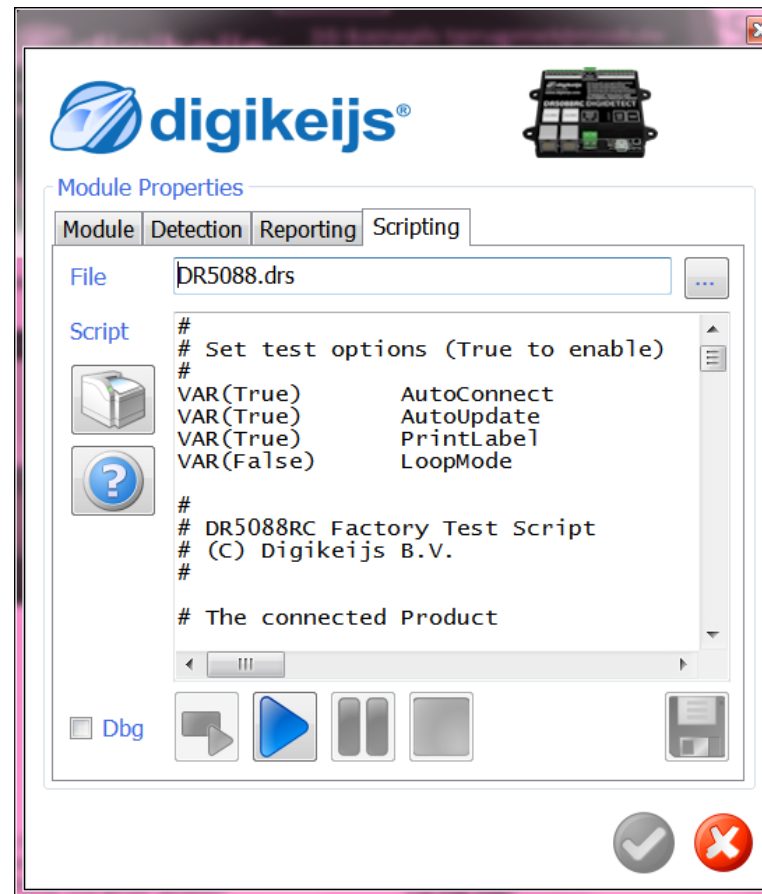 digikeijs®
DR5088RC DIGIDETECT
Module Properties
Module Detection Reporting Scripting
File DR5088.drs ...
Script
#
# Set test options (True to enable)
#
VAR(True) AutoConnect
VAR(True) AutoUpdate
VAR(True) PrintLabel
VAR(False) LoopMode
#
# DR5088RC Factory Test Script
# (C) Digikeijs B.V.
#
# The connected Product
Dbg